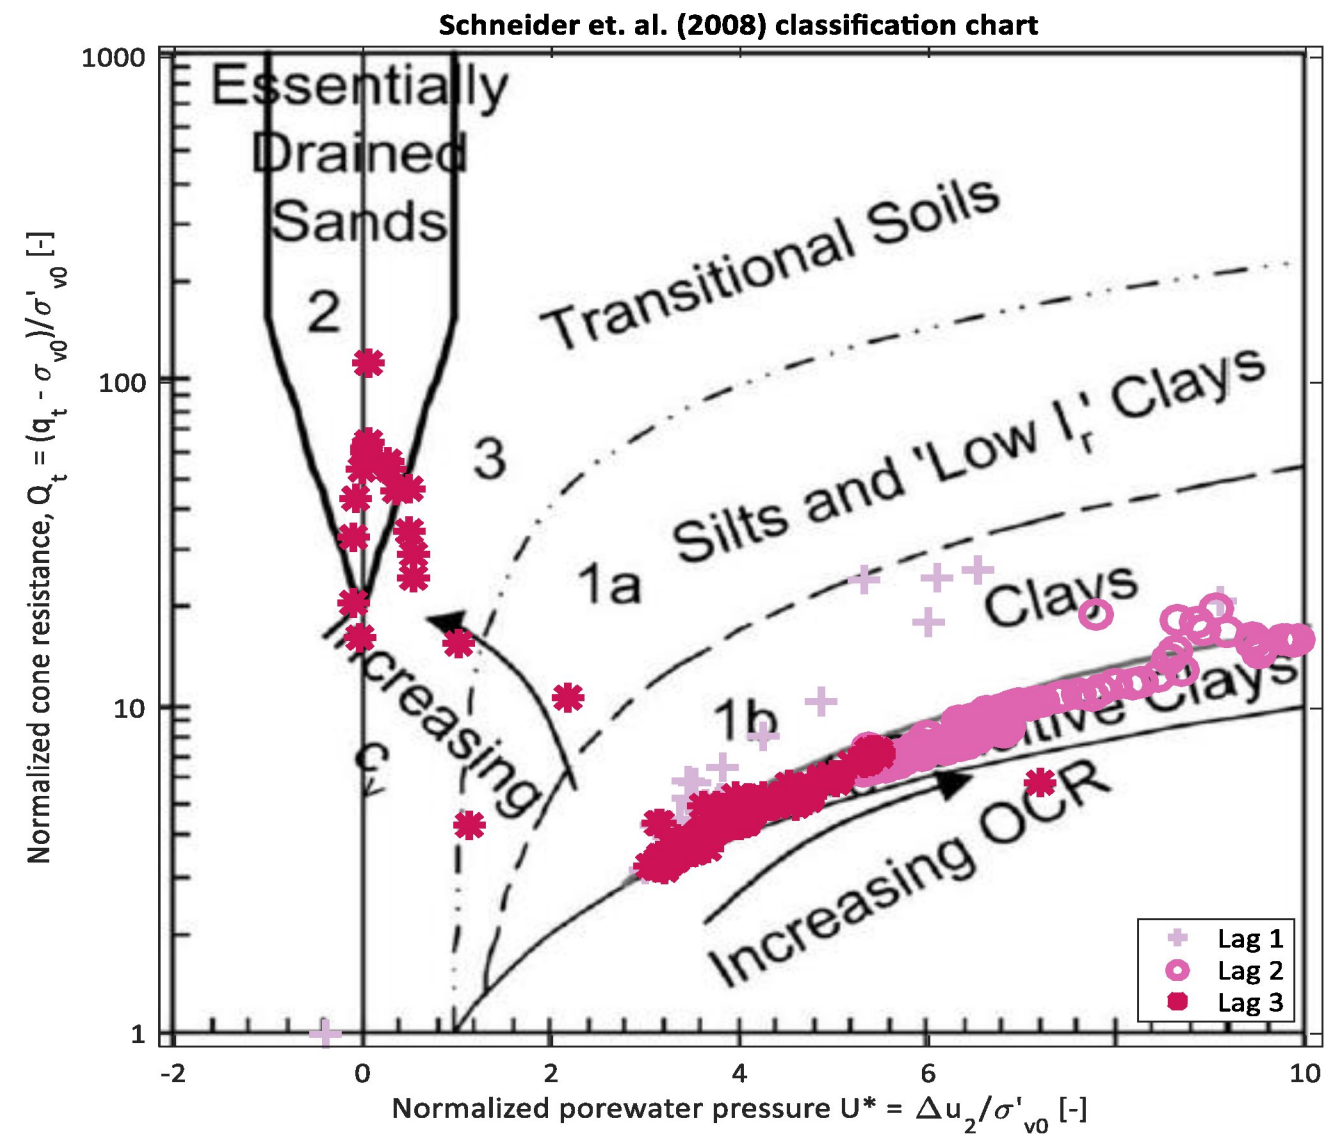 Schneider et. al. (2008) classification chart
Normalized cone resistance, Qt = (qt - σv0)/σ'v0 [-]
1000
100
10
1
Essentially
Drained
Sands
2
Transitional Soils
3
Silts and 'Low Ir' Clays
1a
Clays
1b
Increasing
cv
Clays
Increasing OCR
Lag 1
Lag 2
Lag 3
-2
0
2
4
6
10
Normalized porewater pressure U* = Δu2/σ'v0 [-]